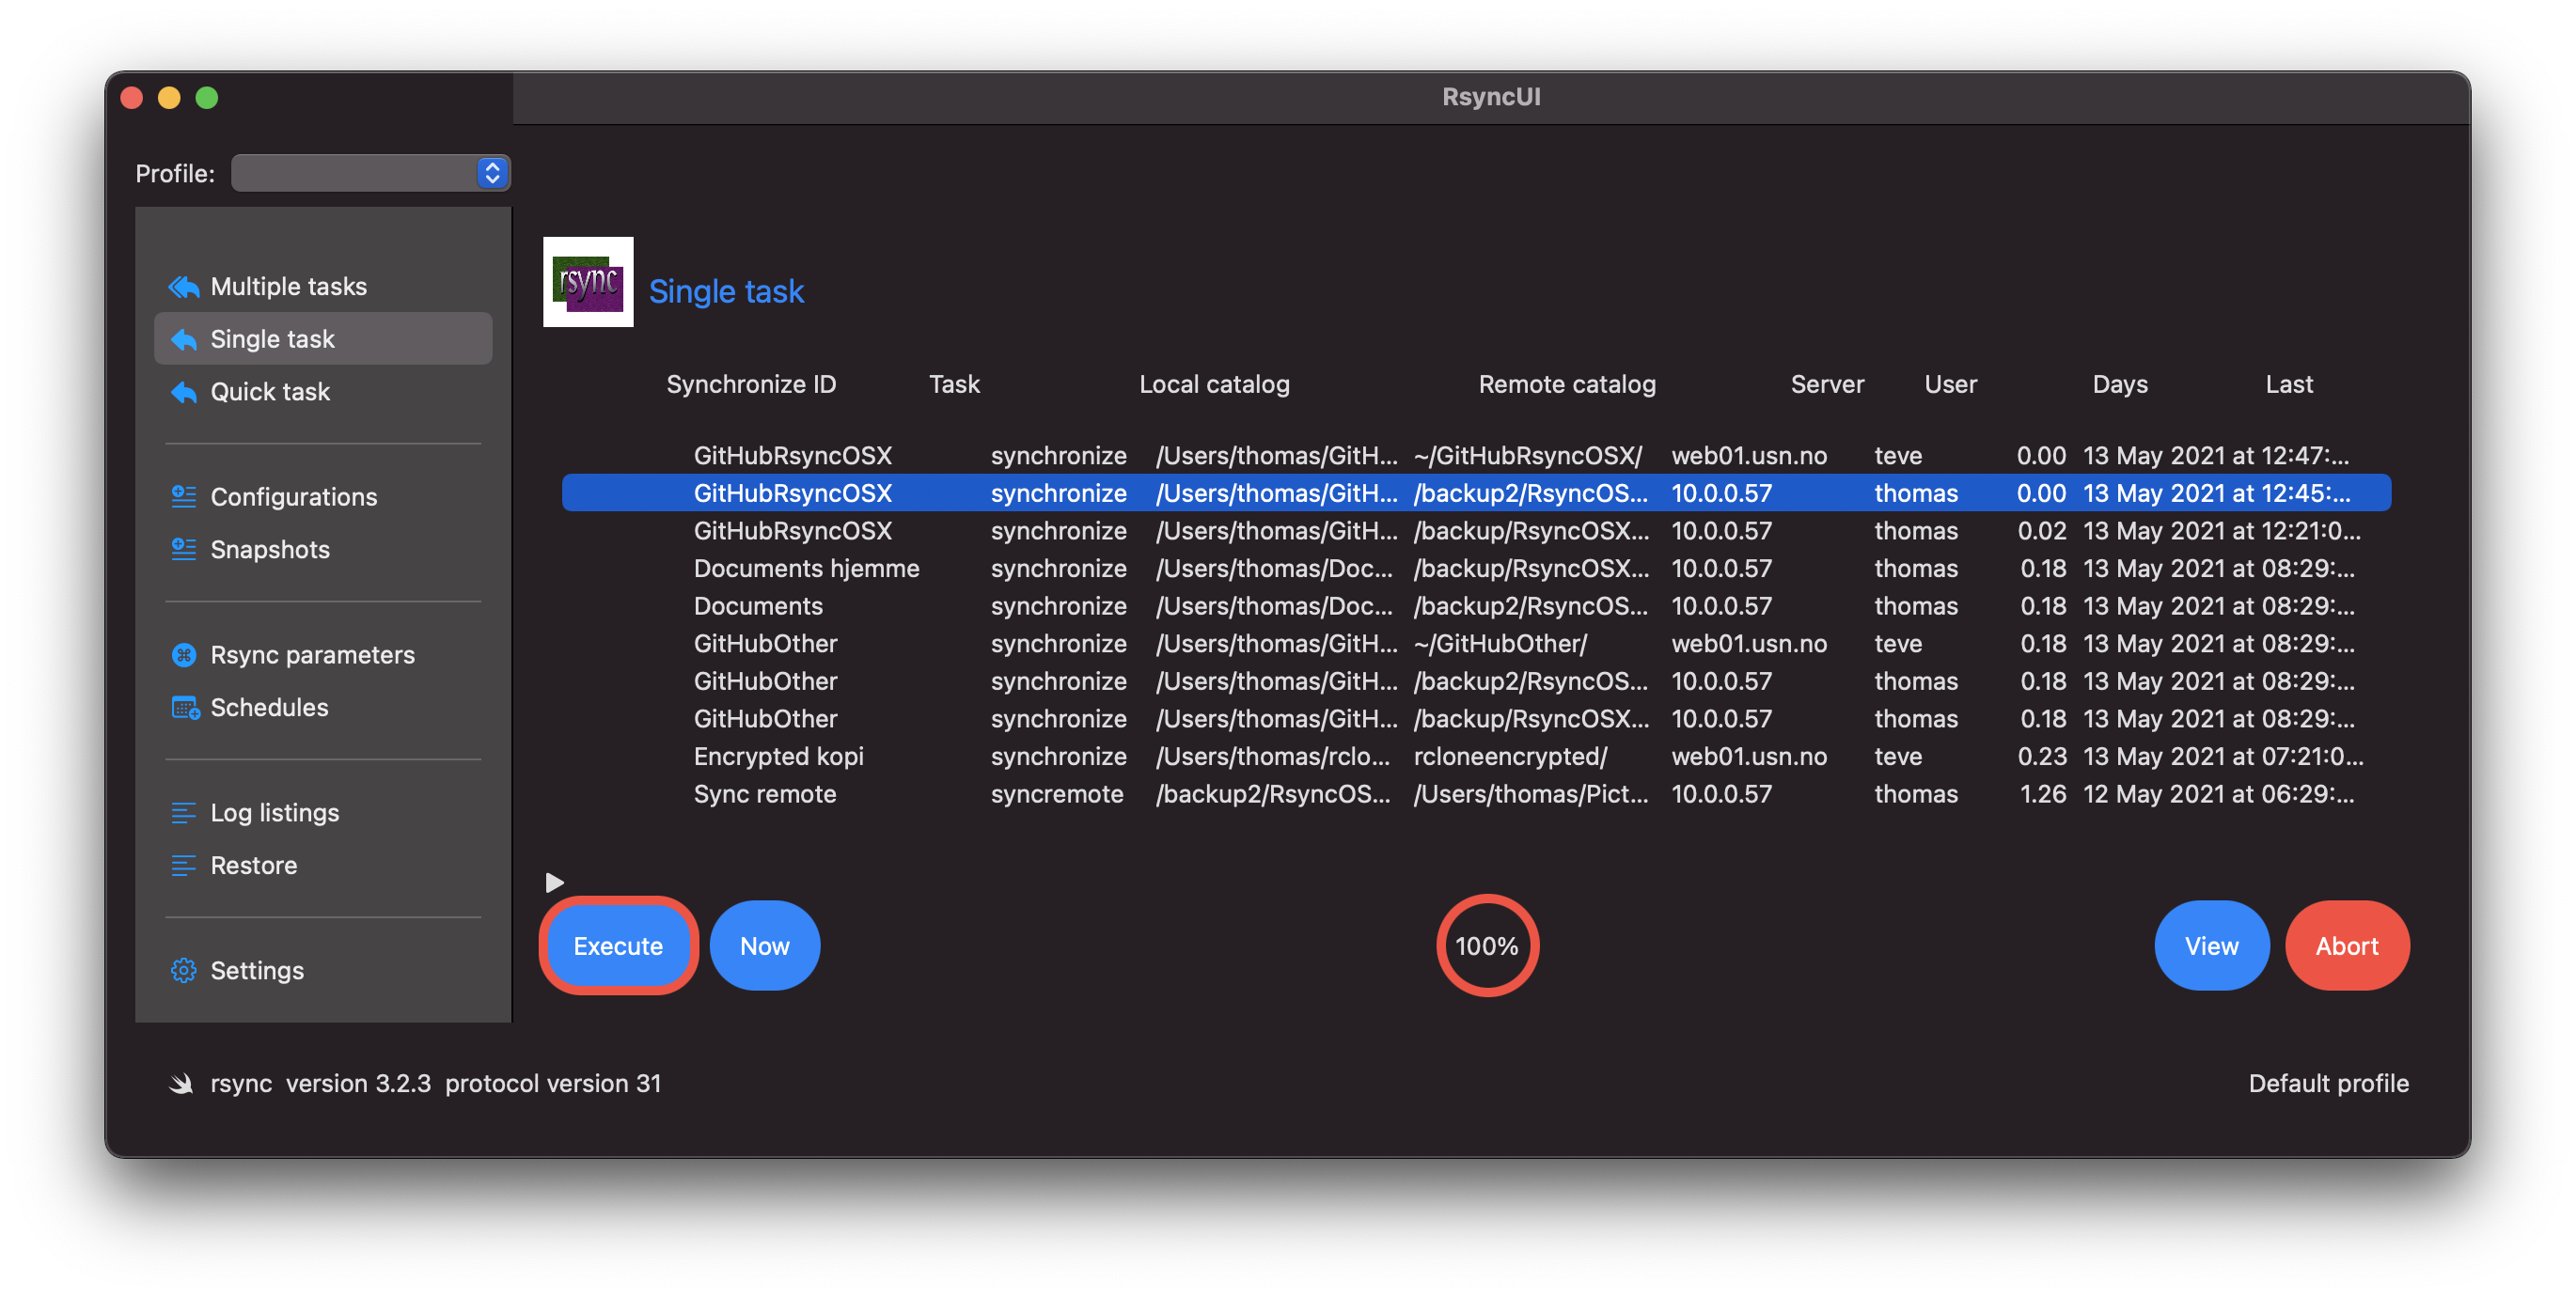 RsyncUI
Profile:
Multiple tasks
Single task
Quick task
Configurations
Snapshots
Rsync parameters
Schedules
Log listings
Restore
Settings
rsync
Single task
Synchronize ID Task Local catalog Remote catalog Server User Days Last
GitHubRsyncOSX synchronize /Users/thomas/GitH... ~/GitHubRsyncOSX/ web01.usn.no teve 0.00 13 May 2021 at 12:47:...
GitHubRsyncOSX synchronize /Users/thomas/GitH... /backup2/RsyncOS... 10.0.0.57 thomas 0.00 13 May 2021 at 12:45:...
GitHubRsyncOSX synchronize /Users/thomas/GitH... /backup/RsyncOSX... 10.0.0.57 thomas 0.02 13 May 2021 at 12:21:0...
Documents hjemme synchronize /Users/thomas/Doc... /backup/RsyncOSX... 10.0.0.57 thomas 0.18 13 May 2021 at 08:29:...
Documents synchronize /Users/thomas/Doc... /backup2/RsyncOS... 10.0.0.57 thomas 0.18 13 May 2021 at 08:29:...
GitHubOther synchronize /Users/thomas/GitH... ~/GitHubOther/ web01.usn.no teve 0.18 13 May 2021 at 08:29:...
GitHubOther synchronize /Users/thomas/GitH... /backup2/RsyncOS... 10.0.0.57 thomas 0.18 13 May 2021 at 08:29:...
GitHubOther synchronize /Users/thomas/GitH... /backup/RsyncOSX... 10.0.0.57 thomas 0.18 13 May 2021 at 08:29:...
Encrypted kopi synchronize /Users/thomas/rclo... rcloneencrypted/ web01.usn.no teve 0.23 13 May 2021 at 07:21:0...
Sync remote syncremote /backup2/RsyncOS... /Users/thomas/Pict... 10.0.0.57 thomas 1.26 12 May 2021 at 06:29:...
Execute Now 100% View Abort
rsync version 3.2.3 protocol version 31
Default profile